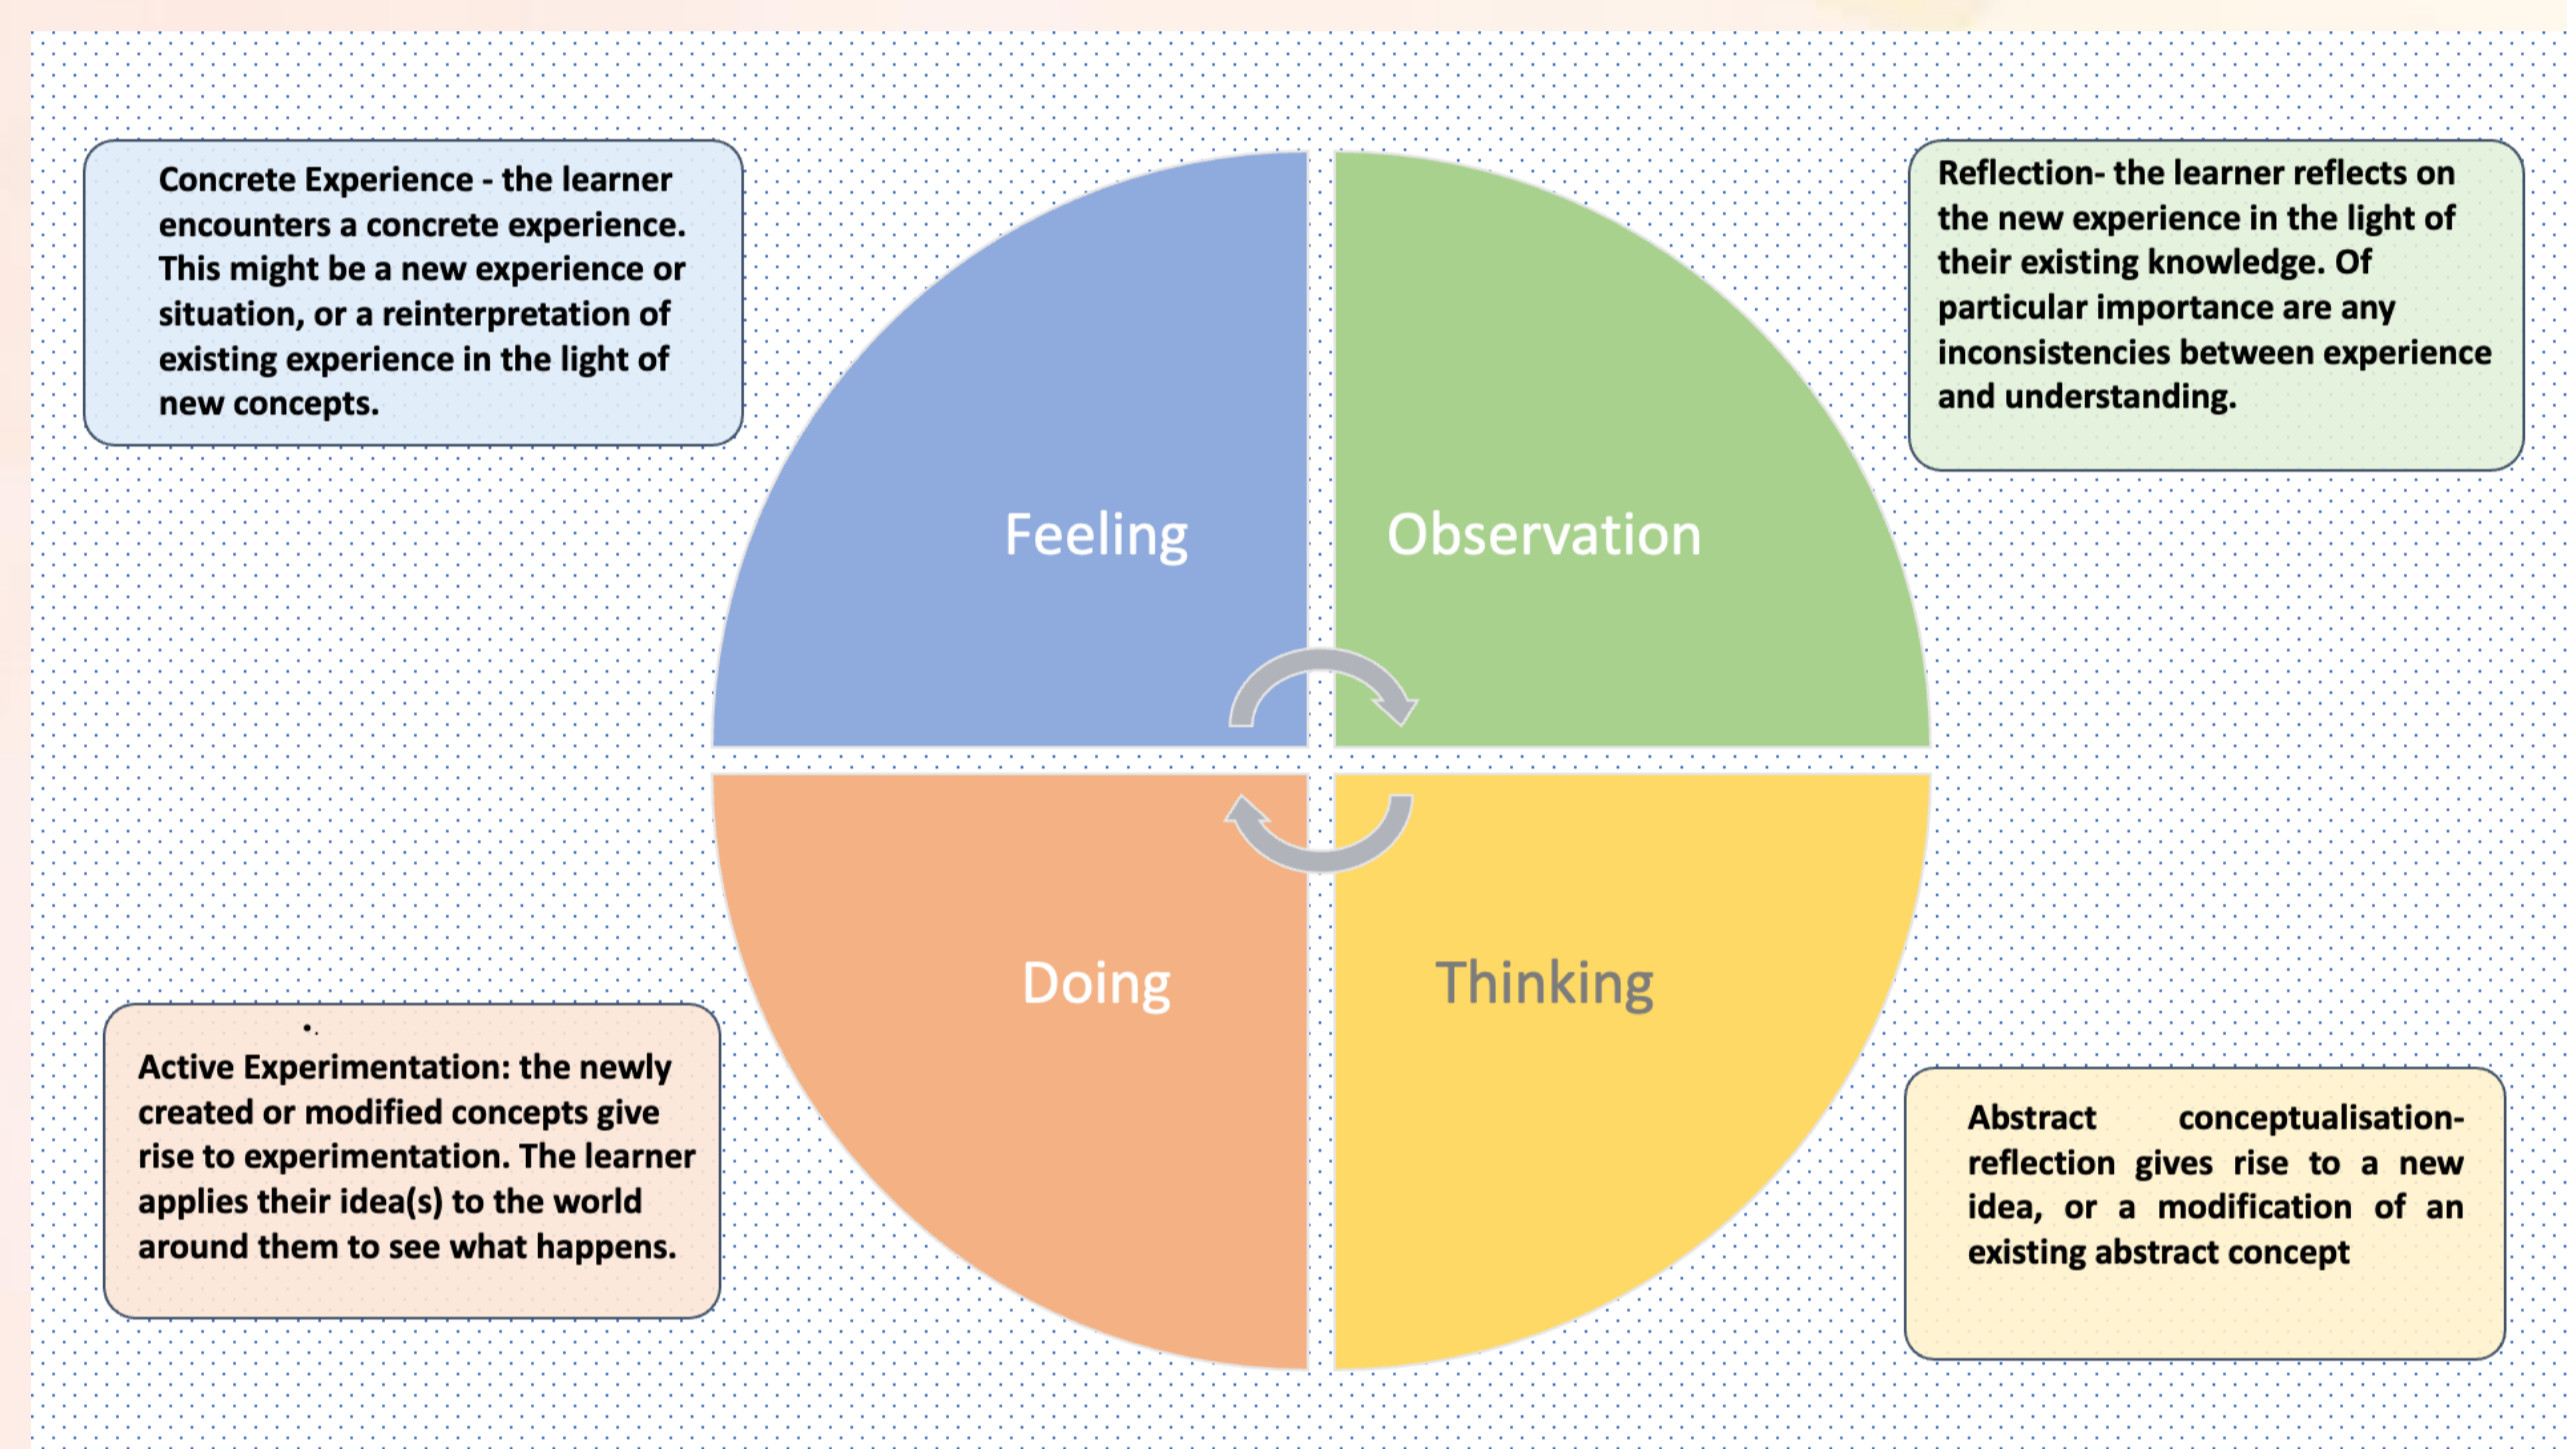 Concrete Experience - the learner
encounters a concrete experience.
This might be a new experience or
situation, or a reinterpretation of
existing experience in the light of
new concepts.
Reflection- the learner reflects on
the new experience in the light of
their existing knowledge. Of
particular importance are any
inconsistencies between experience
and understanding.
Feeling
Observation
Doing
Thinking
•.
Active Experimentation: the newly
created or modified concepts give
rise to experimentation. The learner
applies their idea(s) to the world
around them to see what happens.
Abstract conceptualisation-
reflection gives rise to a new
idea, or a modification of an
existing abstract concept